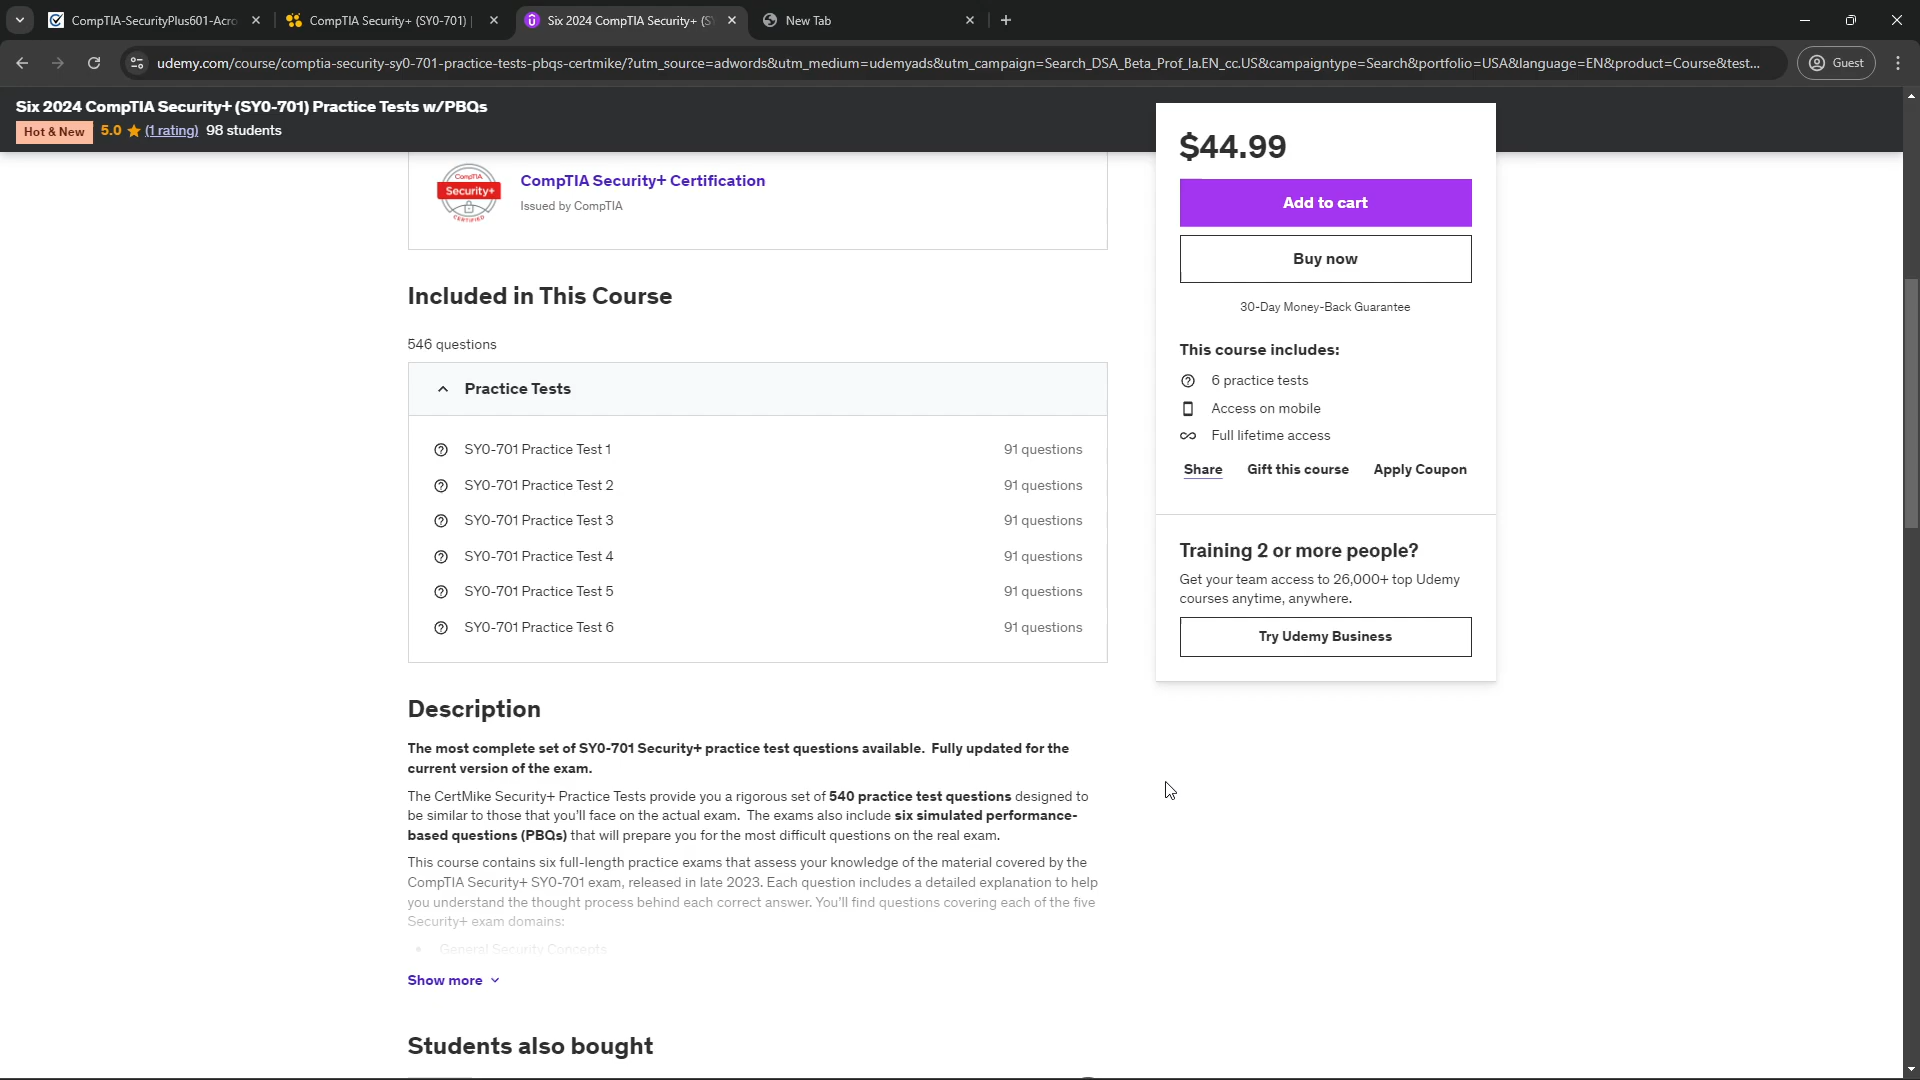 CompTIA-SecurityPlus601-Acro
CompTIA Security+ (SY0-701) |
Six 2024 CompTIA Security+ (S
New Tab
udemy.com/course/comptia-security-sy0-701-practice-tests-pbqs-certmike/?utm_source=adwords&utm_medium=udemyads&utm_campaign=Search_DSA_Beta_Prof_la.EN_cc.US&campaigntype=Search&portfolio=USA&language=EN&product=Course&test...
Guest
Six 2024 CompTIA Security+ (SY0-701) Practice Tests w/PBQs
Hot & New 5.0 (1 rating) 98 students
CompTIA
Security+
CERTIFIED
CompTIA Security+ Certification
Issued by CompTIA
Included in This Course
546 questions
Practice Tests
SY0-701 Practice Test 1 91 questions
SY0-701 Practice Test 2 91 questions
SY0-701 Practice Test 3 91 questions
SY0-701 Practice Test 4 91 questions
SY0-701 Practice Test 5 91 questions
SY0-701 Practice Test 6 91 questions
Description
The most complete set of SY0-701 Security+ practice test questions available. Fully updated for the
current version of the exam.
The CertMike Security+ Practice Tests provide you a rigorous set of 540 practice test questions designed to
be similar to those that you'll face on the actual exam. The exams also include six simulated performance-
based questions (PBQs) that will prepare you for the most difficult questions on the real exam.
This course contains six full-length practice exams that assess your knowledge of the material covered by the
CompTIA Security+ SY0-701 exam, released in late 2023. Each question includes a detailed explanation to help
you understand the thought process behind each correct answer. You'll find questions covering each of the five
Security+ exam domains:
• General Security Concepts
Show more
Students also bought
$44.99
Add to cart
Buy now
30-Day Money-Back Guarantee
This course includes:
6 practice tests
Access on mobile
Full lifetime access
Share Gift this course Apply Coupon
Training 2 or more people?
Get your team access to 26,000+ top Udemy
courses anytime, anywhere.
Try Udemy Business